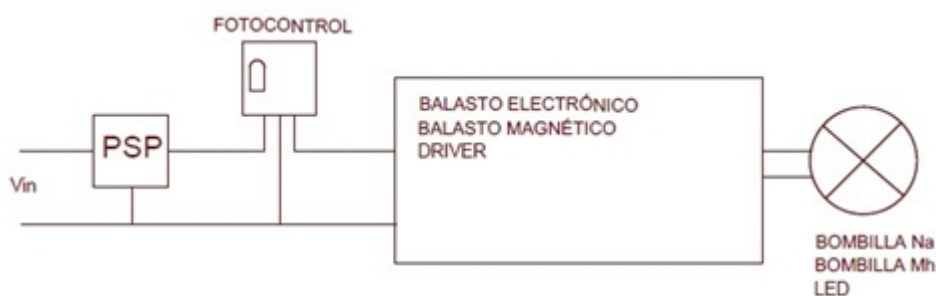 FOTOCONTROL
PSP
Vin
BALASTO ELECTRÓNICO
BALASTO MAGNÉTICO
DRIVER
BOMBILLA Na
BOMBILLA Mh
LED